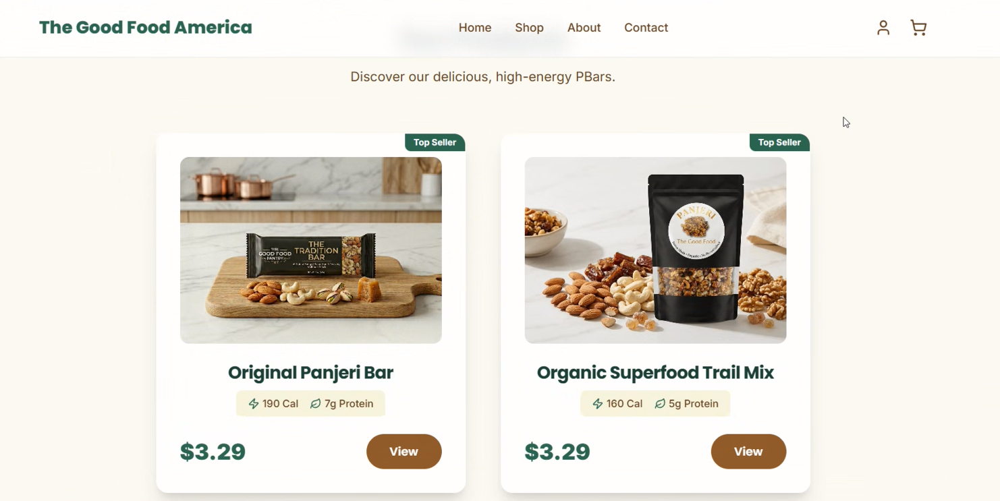 The Good Food America
Home
Shop
About
Contact
Discover our delicious, high-energy PBars.
Top Seller
THE
GOOD FOOD
PANTRY
THE
TRADITION
BAR
Original Panjeri Bar
190 Cal
7g Protein
$3.29
View
Top Seller
PANJERI
The Good Food
Organic Superfood Trail Mix
160 Cal
5g Protein
$3.29
View